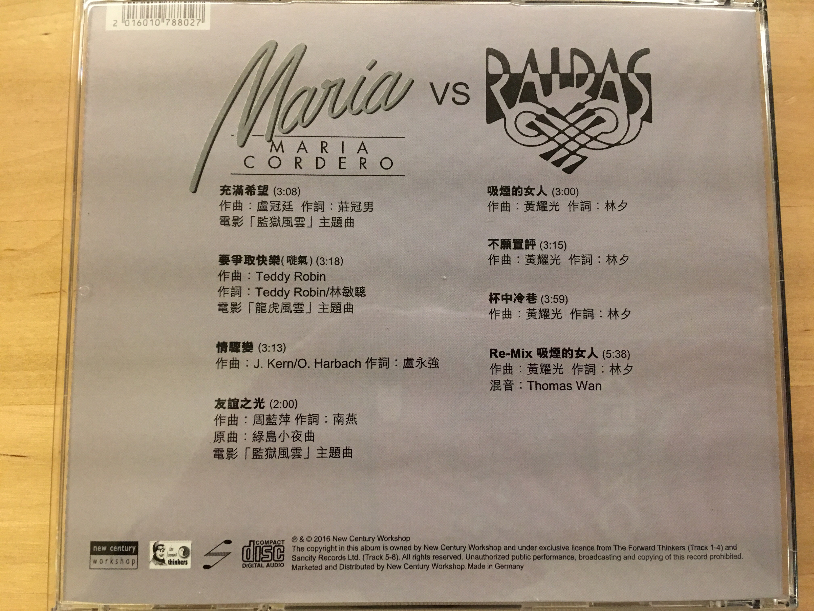 2 016010 788027
Maria VS RAIDAS
MARIA
CORDERO
充滿希望 (3:08)
作曲：盧冠廷 作詞：莊冠男
電影「監獄風雲」主題曲
要爭取快樂(嘥氣) (3:18)
作曲：Teddy Robin
作詞：Teddy Robin/林敏驄
電影「龍虎風雲」主題曲
情驟變 (3:13)
作曲：J. Kern/O. Harbach 作詞：盧永強
友誼之光 (2:00)
作曲：周藍萍 作詞：南燕
原曲：綠島小夜曲
電影「監獄風雲」主題曲
吸煙的女人 (3:00)
作曲：黃耀光 作詞：林夕
不願置評 (3:15)
作曲：黃耀光 作詞：林夕
杯中冷巷 (3:59)
作曲：黃耀光 作詞：林夕
Re-Mix 吸煙的女人 (5:38)
作曲：黃耀光 作詞：林夕
混音：Thomas Wan
new century
workshop
thinkers
COMPACT
disc
DIGITAL AUDIO
℗ & © 2016 New Century Workshop
The copyright in this album is owned by New Century Workshop and under exclusive licence from The Forward Thinkers (Track 1-4) and
Sancify Records Ltd. (Track 5-8). All rights reserved. Unauthorized public performance, broadcasting and copying of this record prohibited.
Marketed and Distributed by New Century Workshop. Made in Germany